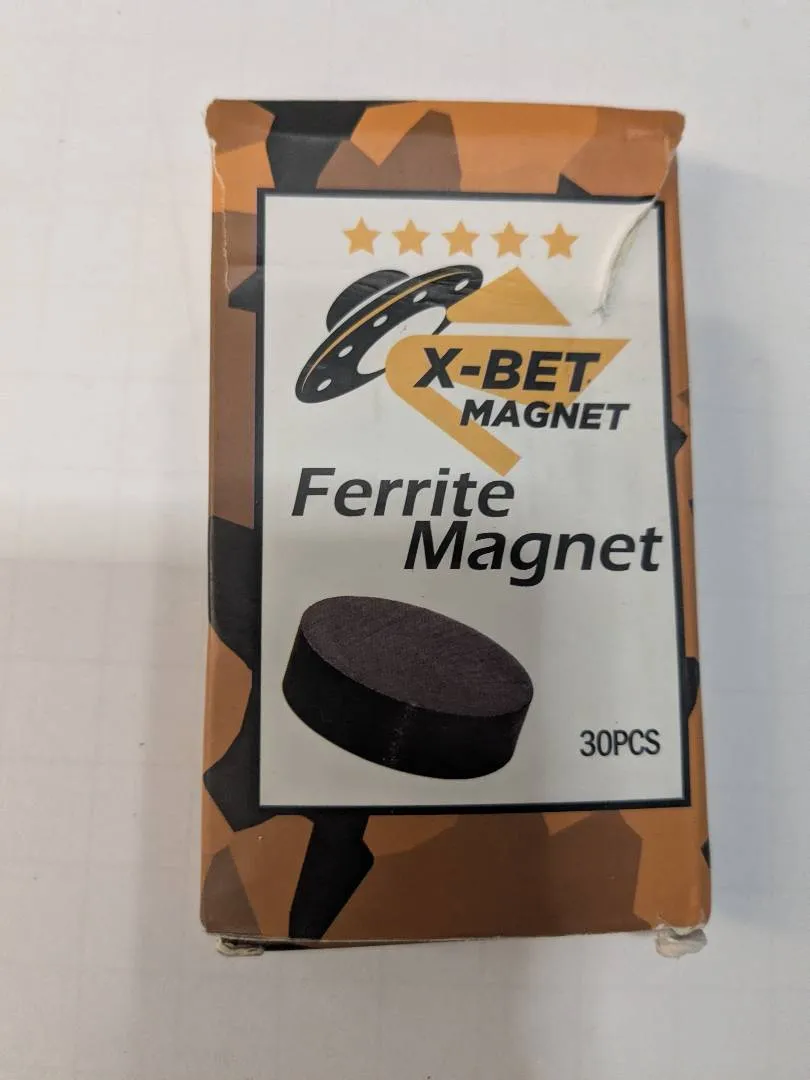 X-BET
MAGNET
Ferrite
Magnet
30PCS